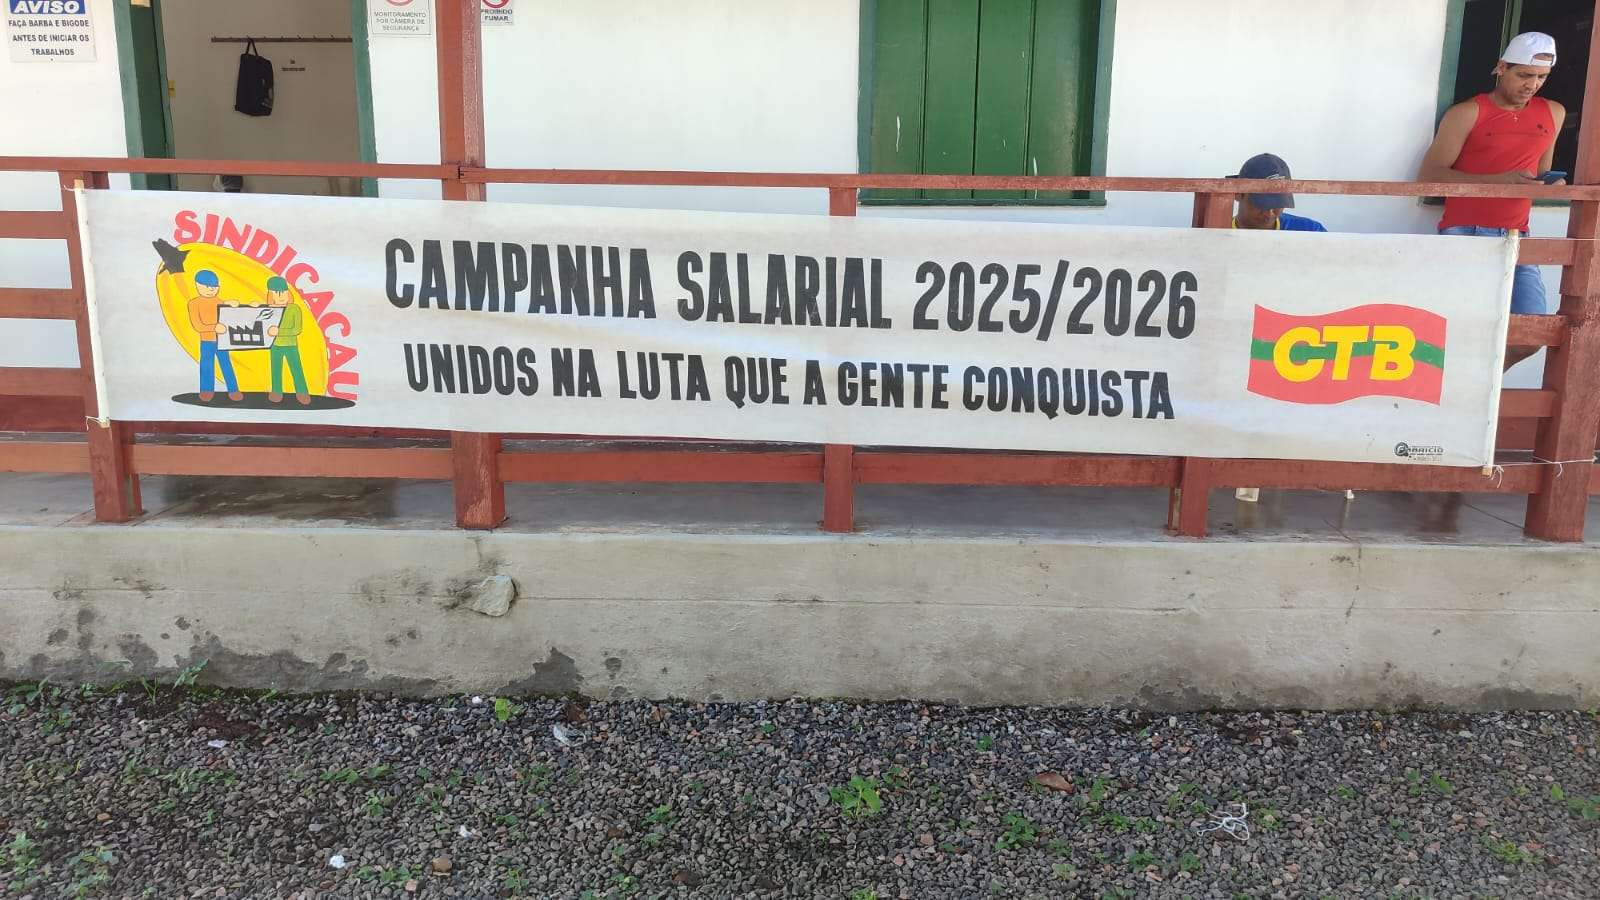 AVISO
FAÇA BARBA E BIGODE
ANTES DE INICIAR OS
TRABALHOS
MONITORAMENTO
POR CÂMERA DE
SEGURANÇA
PROIBIDO
FUMAR
SINDICACAU
CAMPANHA SALARIAL 2025/2026
UNIDOS NA LUTA QUE A GENTE CONQUISTA
CTB
FABRICIO